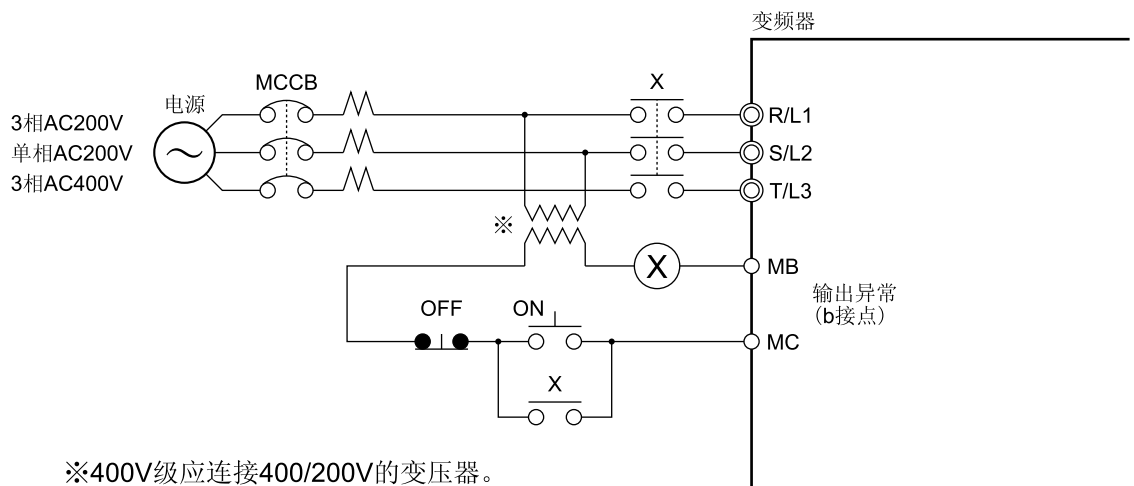 变频器
MCCB
X
电源
3相AC200V
单相AC200V
3相AC400V
R/L1
S/L2
T/L3
※
X
MB
输出异常
(b接点)
OFF
ON
MC
X
※400V级应连接400/200V的变压器。